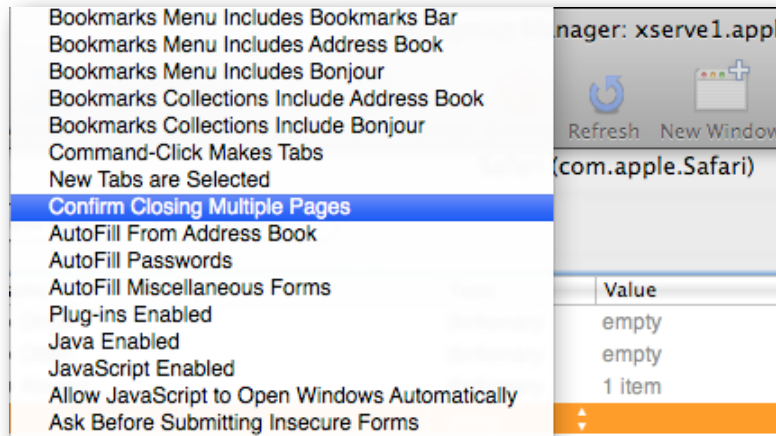 Bookmarks Menu Includes Bookmarks Bar
Bookmarks Menu Includes Address Book
Bookmarks Menu Includes Bonjour
Bookmarks Collections Include Address Book
Bookmarks Collections Include Bonjour
Command-Click Makes Tabs
New Tabs are Selected
Confirm Closing Multiple Pages
AutoFill From Address Book
AutoFill Passwords
AutoFill Miscellaneous Forms
Plug-ins Enabled
Java Enabled
JavaScript Enabled
Allow JavaScript to Open Windows Automatically
Ask Before Submitting Insecure Forms
nager: xserve1.appl
Refresh New Window
(com.apple.Safari)
Value
empty
empty
1 item